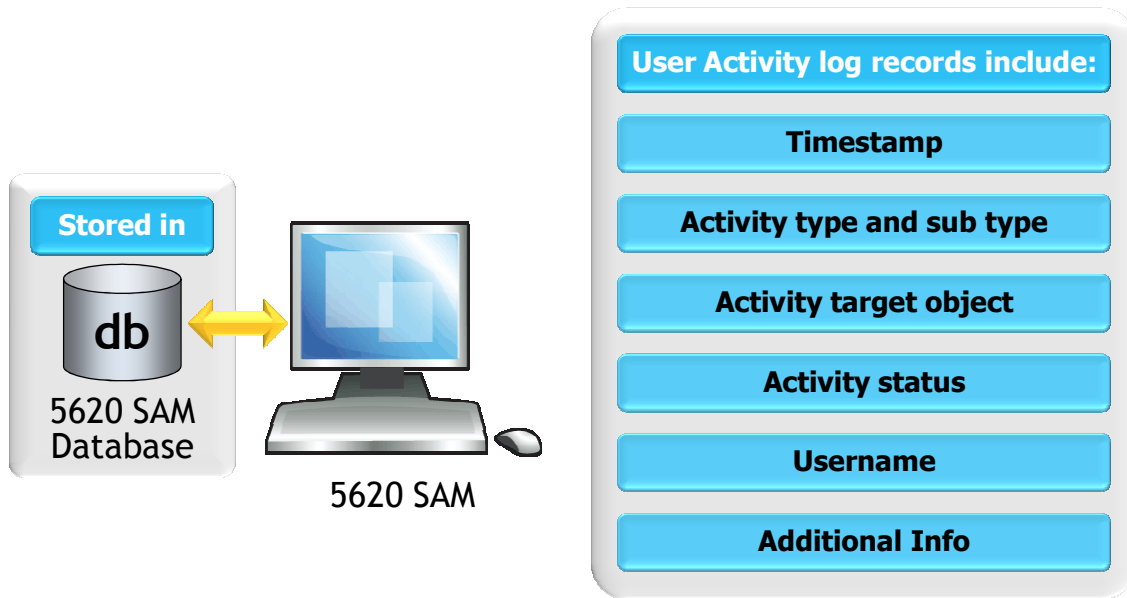 Stored in
db
5620 SAM
Database
5620 SAM
User Activity log records include:
Timestamp
Activity type and sub type
Activity target object
Activity status
Username
Additional Info